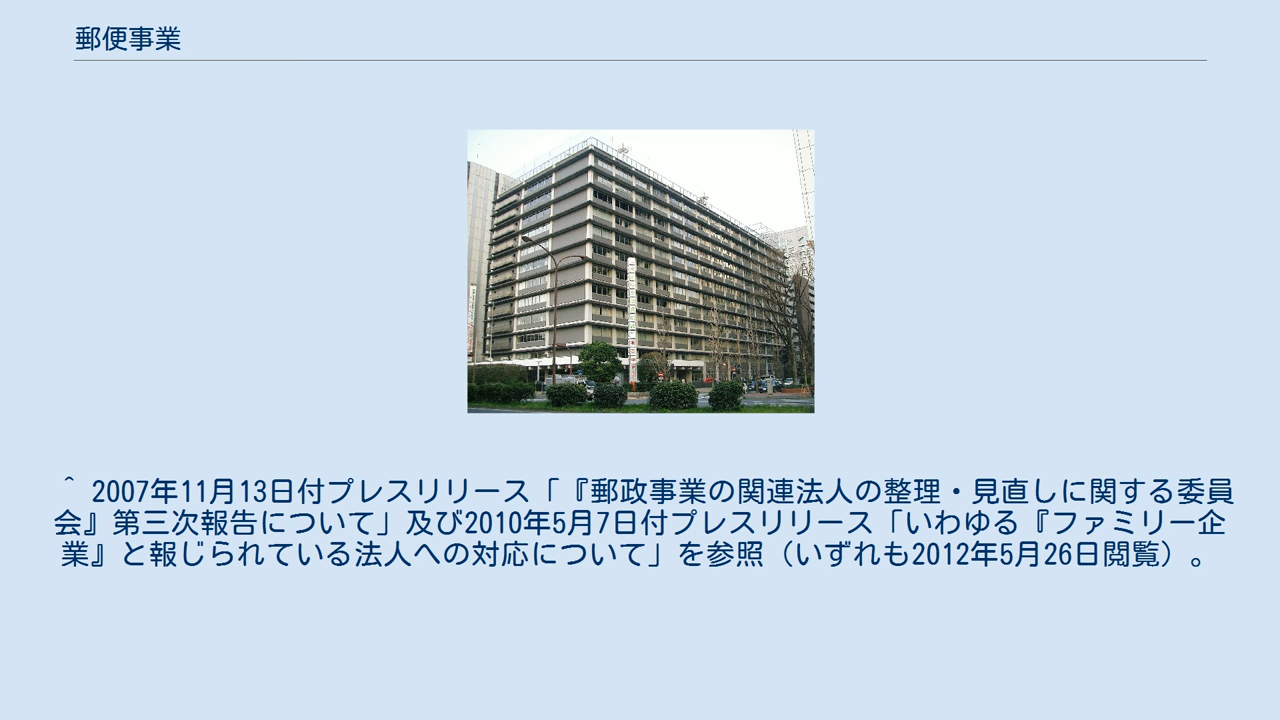 郵便事業
^ 2007年11月13日付プレスリリース「『郵政事業の関連法人の整理・見直しに関する委員
会』第三次報告について」及び2010年5月7日付プレスリリース「いわゆる『ファミリー企
業』と報じられている法人への対応について」を参照（いずれも2012年5月26日閲覧）。